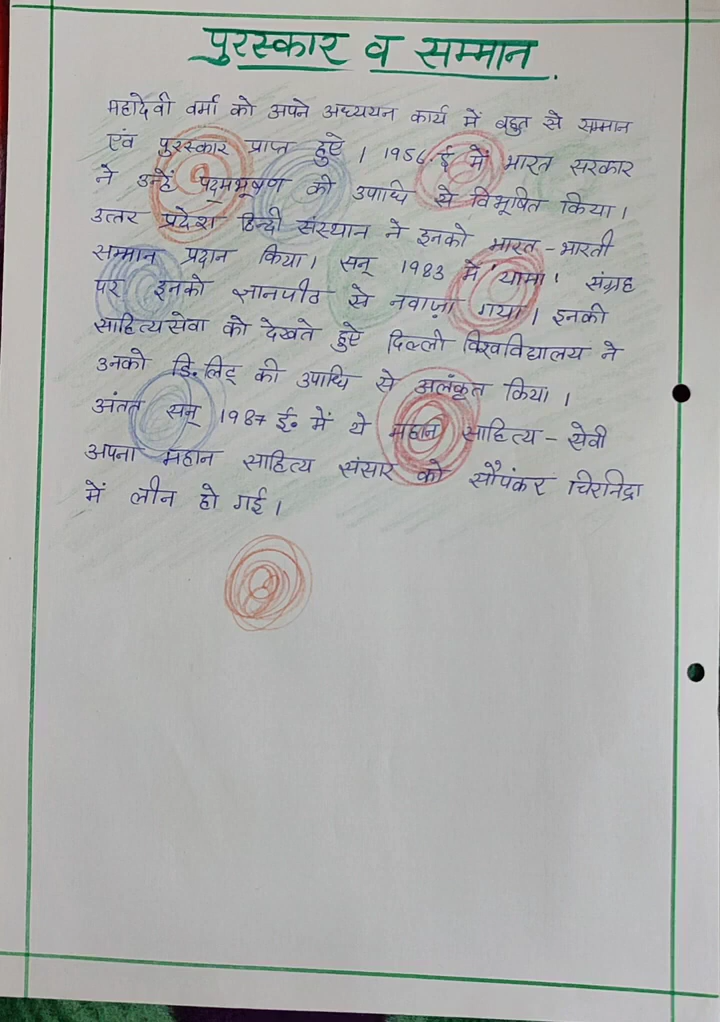 पुरस्कार व सम्मान.
महादेवी वर्मा को अपने अध्ययन कार्य में बहुत से सम्मान
एवं पुरस्कार प्राप्त हुए । 1956.ई में भारत सरकार
ने उन्हें पद्मभूषण की उपाधि से विभूषित किया।
उत्तर प्रदेश हिन्दी संस्थान ने इनको भारत-भारती
सम्मान प्रदान किया। सन् 1983 में 'यामा' संग्रह
पर इनको ज्ञानपीठ से नवाज़ा गया। इनकी
साहित्यसेवा को देखते हुए दिल्ली विश्वविद्यालय ने
उनको डि.लिट् की उपाधि से अलंकृत किया ।
अंतत सन् 1987 ई॰ में ये महान साहित्य-सेवी
अपना महान साहित्य संसार को सौपंकर चिरनिद्रा
में लीन हो गई।